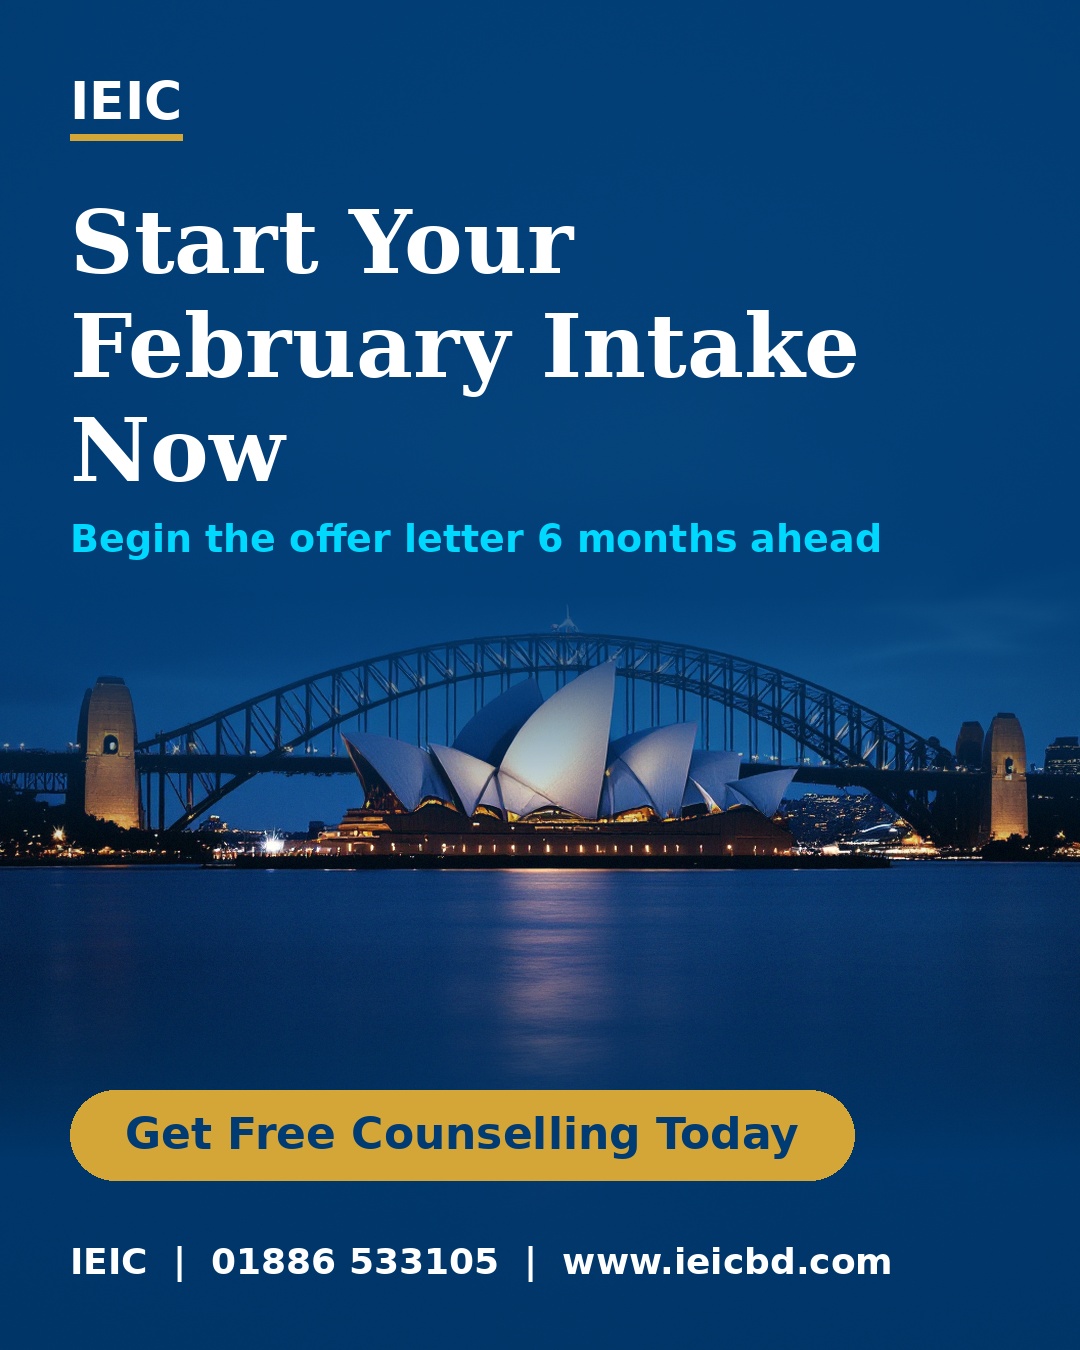 IEIC
Start Your
February Intake
Now
Begin the offer letter 6 months ahead
Get Free Counselling Today
IEIC | 01886 533105 | www.ieicbd.com